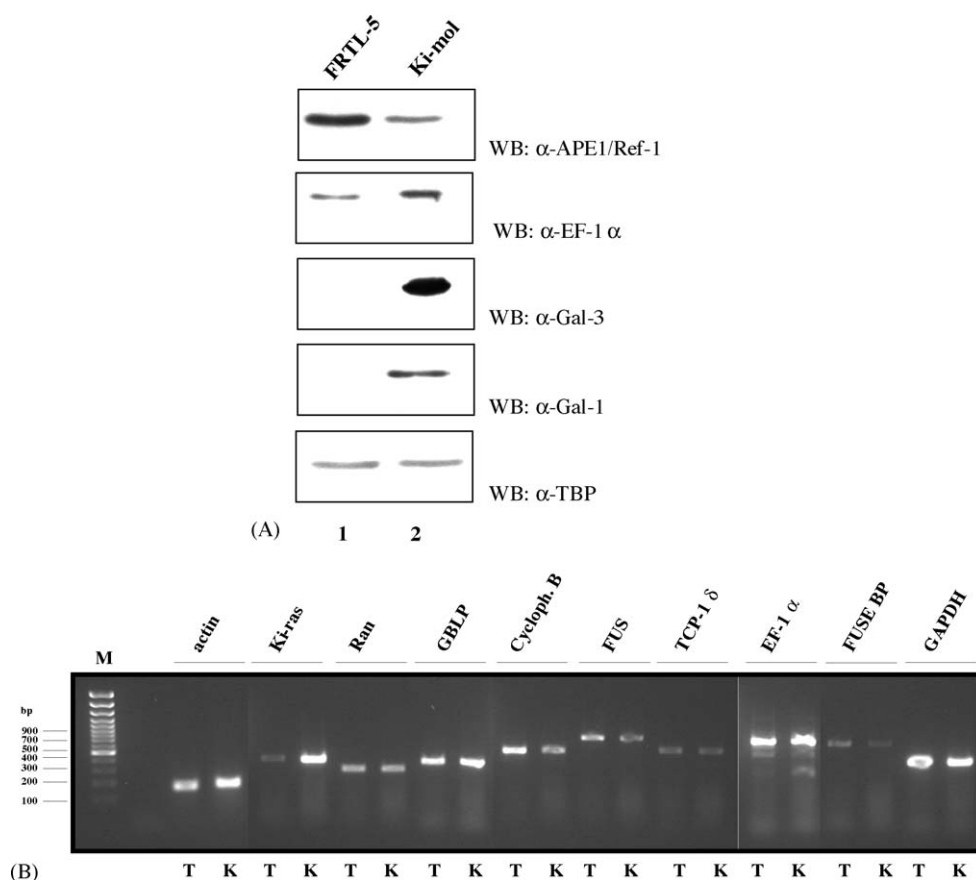 FRTL-5 Ki-mol
WB: α-APE1/Ref-1
WB: α-EF-1 α
WB: α-Gal-3
WB: α-Gal-1
WB: α-TBP
(A) 1 2
M actin Ki-ras Ran GBLP Cycloph. B FUS TCP-1 δ EF-1 α FUSE BP GAPDH
bp
900
700
500
400
300
200
100
(B) T K T K T K T K T K T K T K T K T K T K